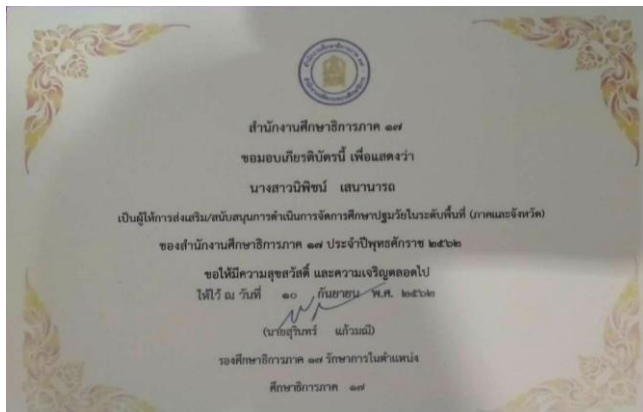 สำนักงานศึกษาธิการภาค ๑๗
ขอมอบเกียรติบัตรนี้ เพื่อแสดงว่า
นางสาวนิพิชน์ เสนานารถ
เป็นผู้ให้การส่งเสริม/สนับสนุนการดำเนินการจัดการศึกษาปฐมวัยในระดับพื้นที่ (ภาคและจังหวัด)
ของสำนักงานศึกษาธิการภาค ๑๗ ประจำปีพุทธศักราช ๒๕๖๒
ขอให้มีความสุขสวัสดิ์ และความเจริญตลอดไป
ให้ไว้ ณ วันที่ ๑๐ กันยายน พ.ศ. ๒๕๖๒
(นายสุรินทร์ แก้วมณี)
รองศึกษาธิการภาค ๑๗ รักษาการในตำแหน่ง
ศึกษาธิการภาค ๑๗